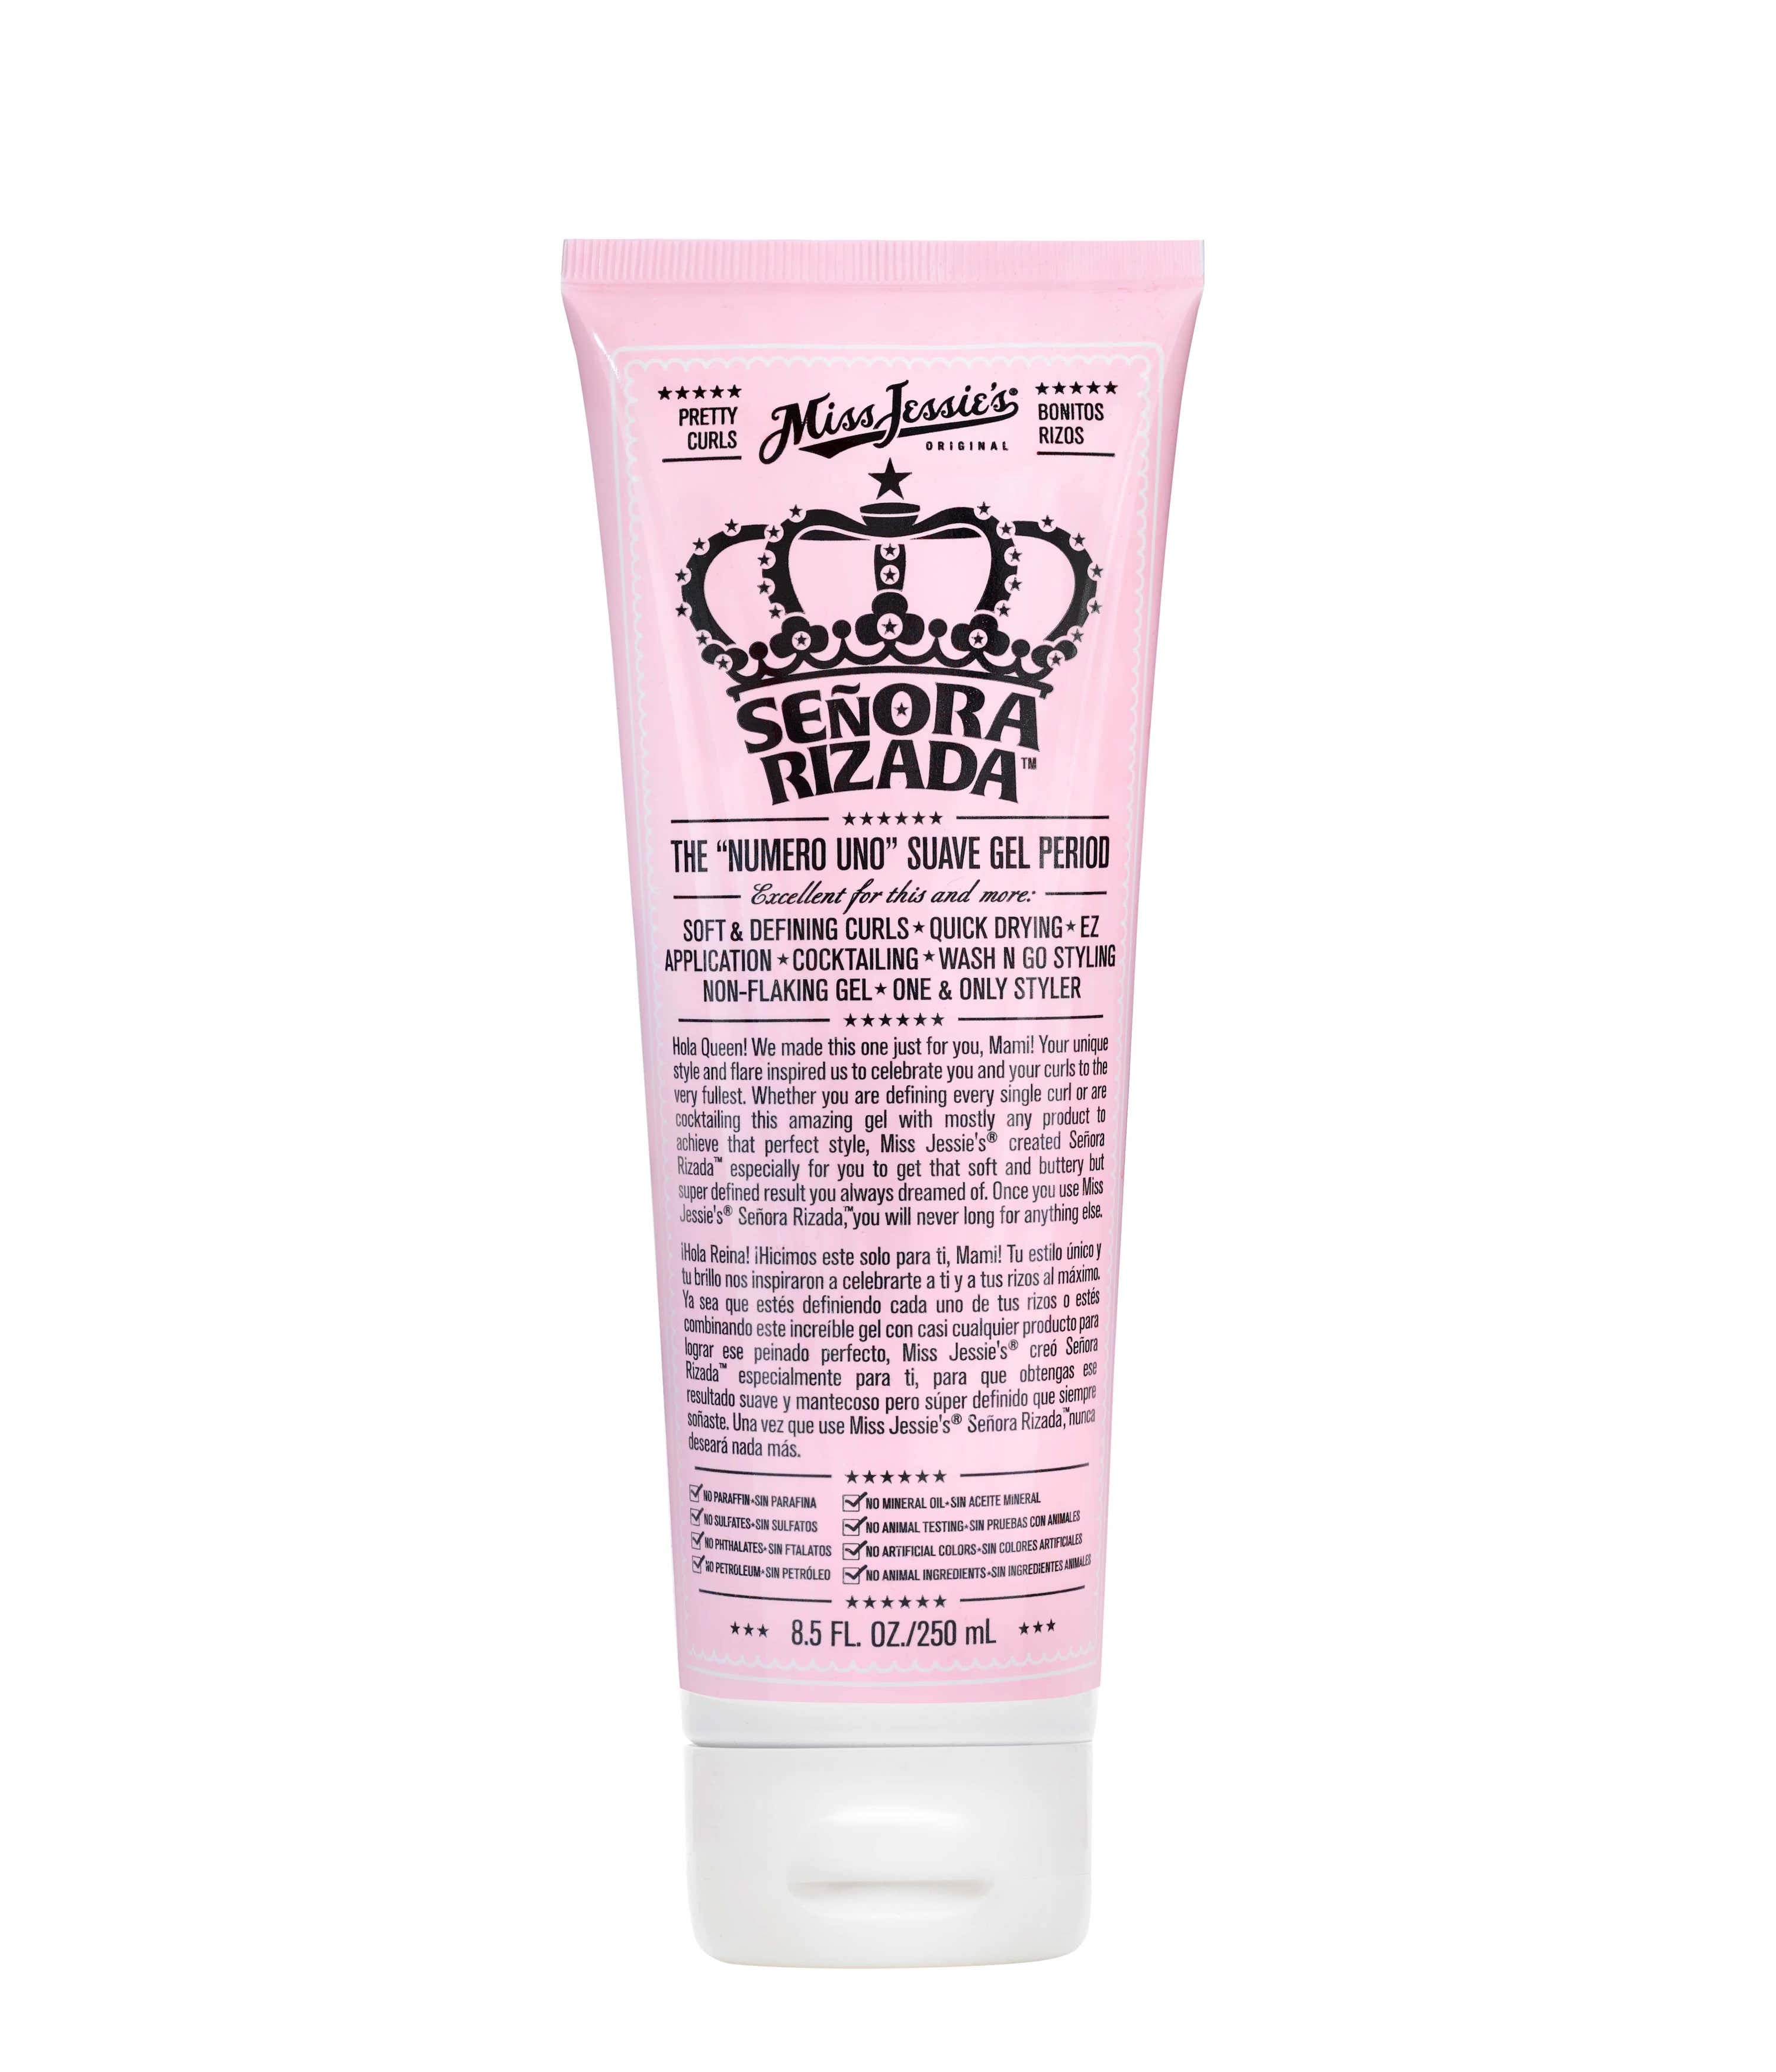 ★★★★★
PRETTY
CURLS
Miss Jessie's®
ORIGINAL
★★★★★
BONITOS
RIZOS
SEÑORA
RIZADA™
★★★★★★
THE “NUMERO UNO” SUAVE GEL PERIOD
Excellent for this and more:
SOFT & DEFINING CURLS★QUICK DRYING★EZ
APPLICATION★COCKTAILING★WASH N GO STYLING
NON-FLAKING GEL★ONE & ONLY STYLER
★★★★★★
Hola Queen! We made this one just for you, Mami! Your unique
style and flare inspired us to celebrate you and your curls to the
very fullest. Whether you are defining every single curl or are
cocktailing this amazing gel with mostly any product to
achieve that perfect style, Miss Jessie's® created Señora
Rizada™ especially for you to get that soft and buttery but
super defined result you always dreamed of. Once you use Miss
Jessie's® Señora Rizada,™you will never long for anything else.
¡Hola Reina! ¡Hicimos este solo para ti, Mami! Tu estilo único y
tu brillo nos inspiraron a celebrarte a ti y a tus rizos al máximo.
Ya sea que estés definiendo cada uno de tus rizos o estés
combinando este increíble gel con casi cualquier producto para
lograr ese peinado perfecto, Miss Jessie's® creó Señora
Rizada™ especialmente para ti, para que obtengas ese
resultado suave y mantecoso pero súper definido que siempre
soñaste. Una vez que use Miss Jessie's® Señora Rizada,™nunca
deseará nada más.
★★★★★★
☑NO PARAFFIN★SIN PARAFINA
☑NO SULFATES★SIN SULFATOS
☑NO PHTHALATES★SIN FTALATOS
☑NO PETROLEUM★SIN PETRÓLEO
☑NO MINERAL OIL★SIN ACEITE MINERAL
☑NO ANIMAL TESTING★SIN PRUEBAS CON ANIMALES
☑NO ARTIFICIAL COLORS★SIN COLORES ARTIFICIALES
☑NO ANIMAL INGREDIENTS★SIN INGREDIENTES ANIMALES
★★★★★★
★★★ 8.5 FL. OZ./250 mL ★★★